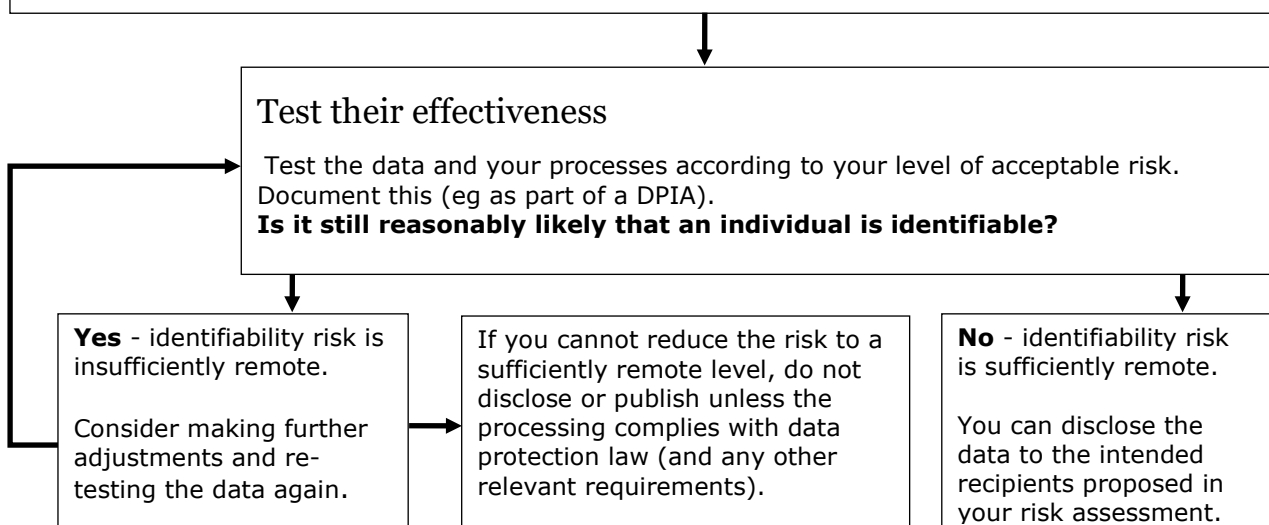 Test their effectiveness
Test the data and your processes according to your level of acceptable risk.
Document this (eg as part of a DPIA).
Is it still reasonably likely that an individual is identifiable?
Yes - identifiability risk is
insufficiently remote.
Consider making further
adjustments and re-
testing the data again.
If you cannot reduce the risk to a
sufficiently remote level, do not
disclose or publish unless the
processing complies with data
protection law (and any other
relevant requirements).
No - identifiability risk
is sufficiently remote.
You can disclose the
data to the intended
recipients proposed in
your risk assessment.